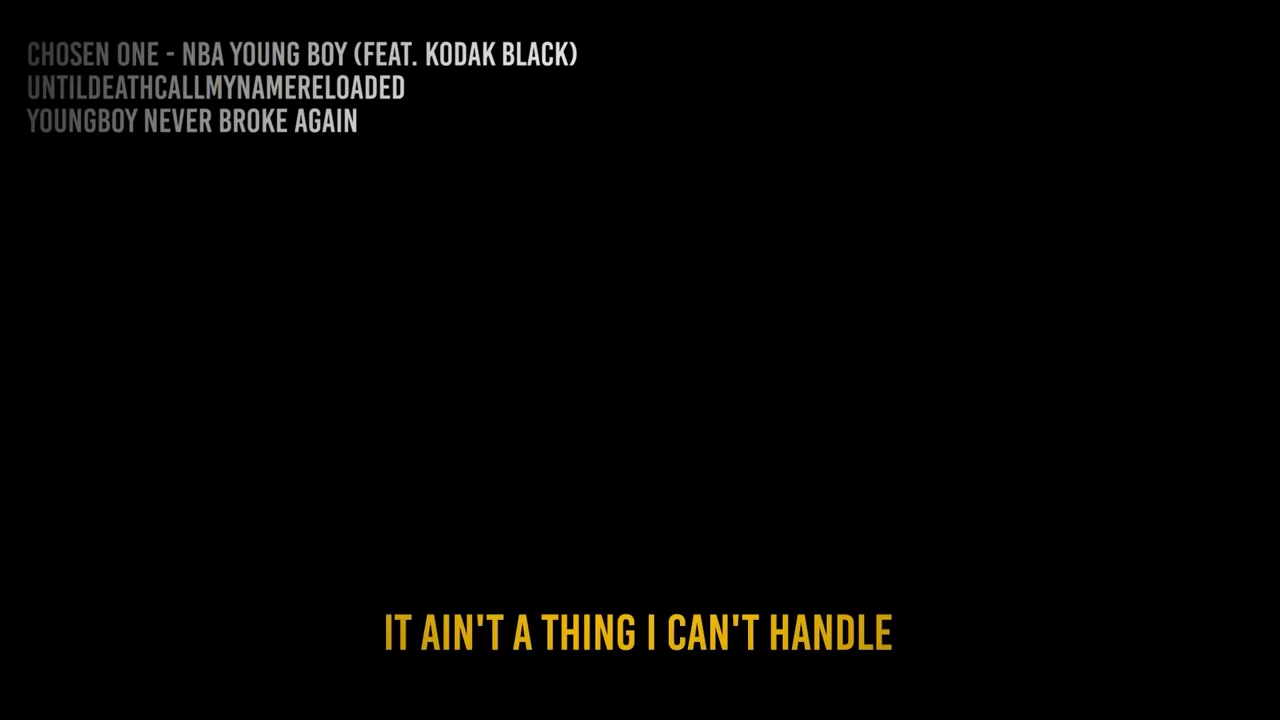 CHOSEN ONE - NBA YOUNG BOY (FEAT. KODAK BLACK)
UNTILDEATHCALLMYNAMERELOADED
YOUNGBOY NEVER BROKE AGAIN
IT AIN'T A THING I CAN'T HANDLE